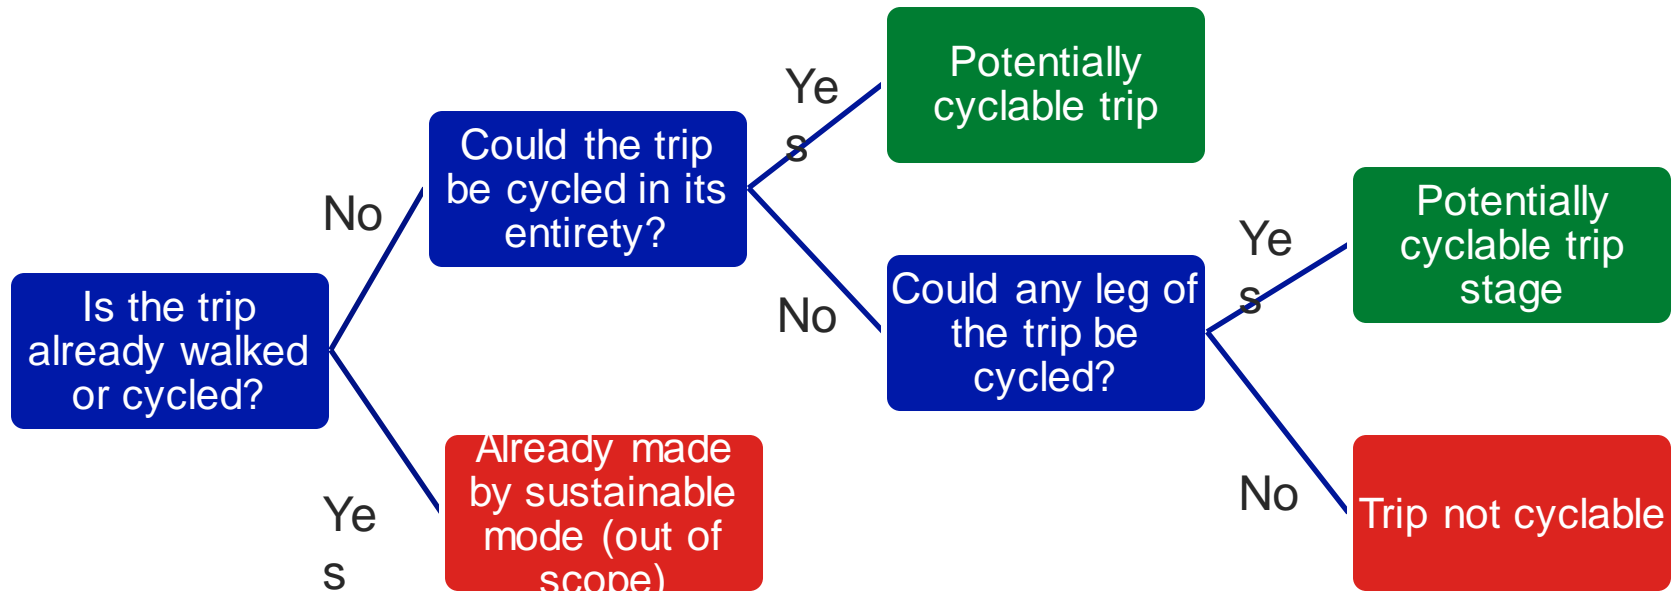 Is the trip
already walked
or cycled?
No
Ye
s
Could the trip
be cycled in its
entirety?
Already made
by sustainable
mode (out of
scope)
Ye
s
No
Potentially
cyclable trip
Could any leg of
the trip be
cycled?
Ye
s
No
Potentially
cyclable trip
stage
Trip not cyclable